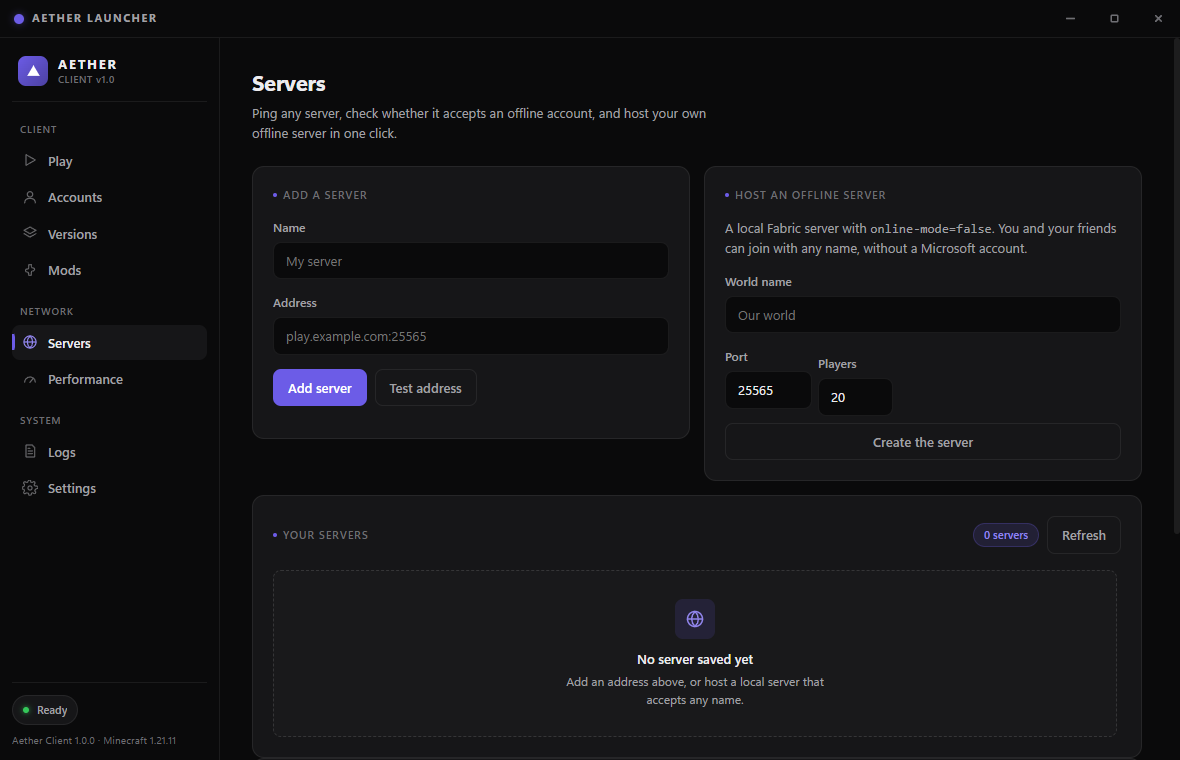 AETHER LAUNCHER
AETHER
CLIENT v1.0
CLIENT
Play
Accounts
Versions
Mods
NETWORK
Servers
Performance
SYSTEM
Logs
Settings
Ready
Aether Client 1.0.0 · Minecraft 1.21.11
Servers
Ping any server, check whether it accepts an offline account, and host your own
offline server in one click.
ADD A SERVER
Name
My server
Address
play.example.com:25565
Add server
Test address
HOST AN OFFLINE SERVER
A local Fabric server with online-mode=false. You and your friends
can join with any name, without a Microsoft account.
World name
Our world
Port
Players
25565
20
Create the server
YOUR SERVERS
0 servers
Refresh
No server saved yet
Add an address above, or host a local server that
accepts any name.